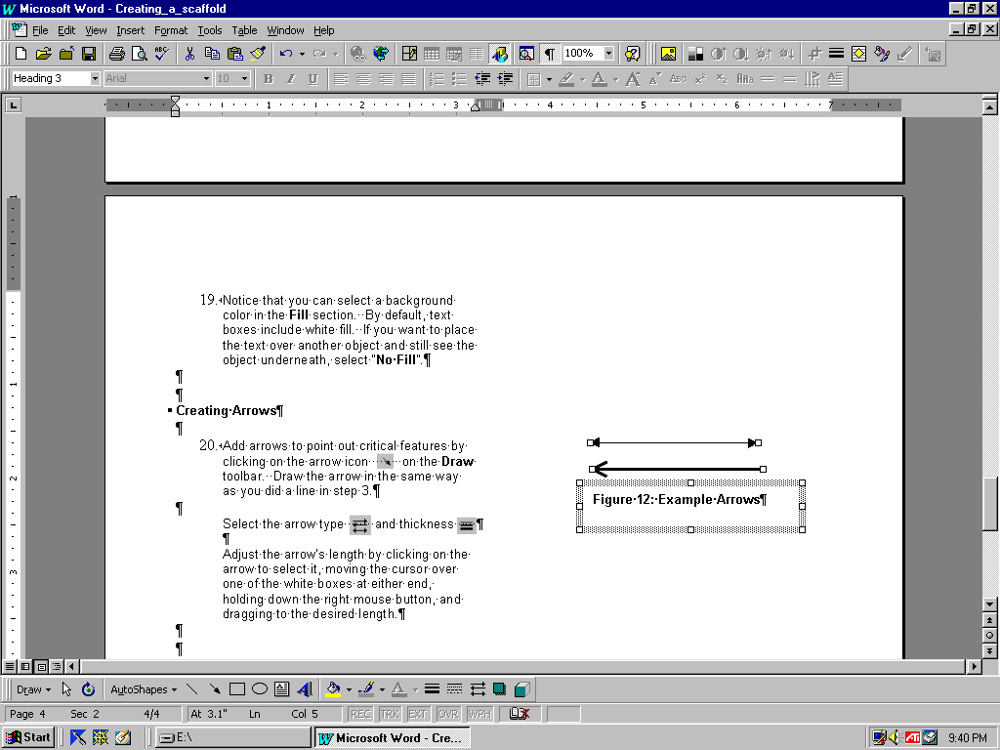 Microsoft Word - Creating_a_scaffold
File Edit View Insert Format Tools Table Window Help
100%
Heading 3 Arial 10 B I U
1 2 3 4 5 6 7
19. Notice that you can select a background
color in the Fill section. By default, text
boxes include white fill. If you want to place
the text over another object and still see the
object underneath, select "No Fill".¶
¶
¶
Creating Arrows¶
¶
20. Add arrows to point out critical features by
clicking on the arrow icon on the Draw
toolbar. Draw the arrow in the same way
as you did a line in step 3.¶
¶
Select the arrow type and thickness ¶
¶
Adjust the arrow's length by clicking on the
arrow to select it, moving the cursor over
one of the white boxes at either end,
holding down the right mouse button, and
dragging to the desired length.¶
¶
¶
Figure 12: Example Arrows¶
Draw AutoShapes
Page 4 Sec 2 4/4 At 3.1" Ln Col 5 REC TRK EXT OVR WPH
Start E:\ Microsoft Word - Cre... 9:40 PM